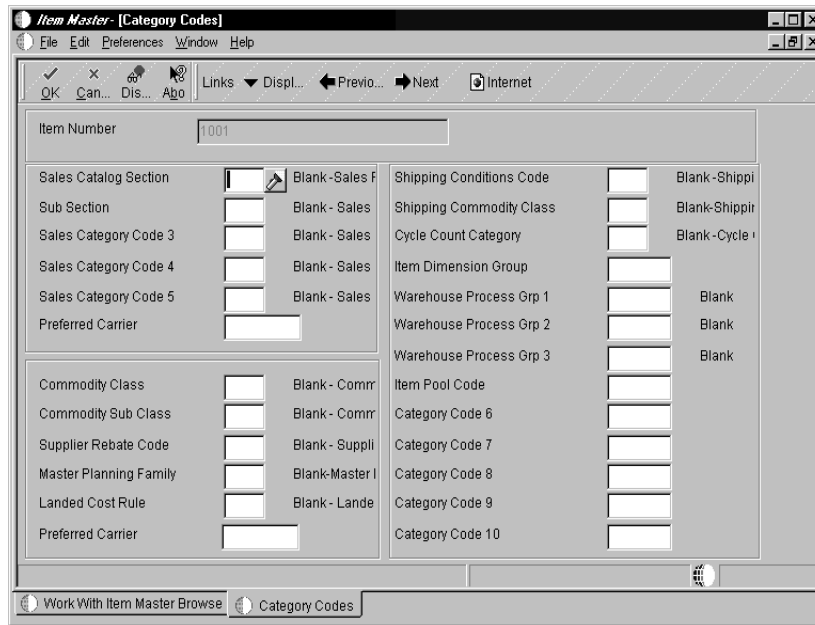 Item Master - [Category Codes]
File Edit Preferences Window Help
OK Can... Dis... Abo Links Displ... Previo... Next Internet
Item Number 1001
Sales Catalog Section Blank-Sales F
Sub Section Blank - Sales
Sales Category Code 3 Blank - Sales
Sales Category Code 4 Blank - Sales
Sales Category Code 5 Blank - Sales
Preferred Carrier
Commodity Class Blank - Comm
Commodity Sub Class Blank - Comm
Supplier Rebate Code Blank - Suppli
Master Planning Family Blank-Master I
Landed Cost Rule Blank - Lande
Preferred Carrier
Shipping Conditions Code Blank-Shippi
Shipping Commodity Class Blank-Shippin
Cycle Count Category Blank-Cycle
Item Dimension Group
Warehouse Process Grp 1 Blank
Warehouse Process Grp 2 Blank
Warehouse Process Grp 3 Blank
Item Pool Code
Category Code 6
Category Code 7
Category Code 8
Category Code 9
Category Code 10
Work With Item Master Browse Category Codes